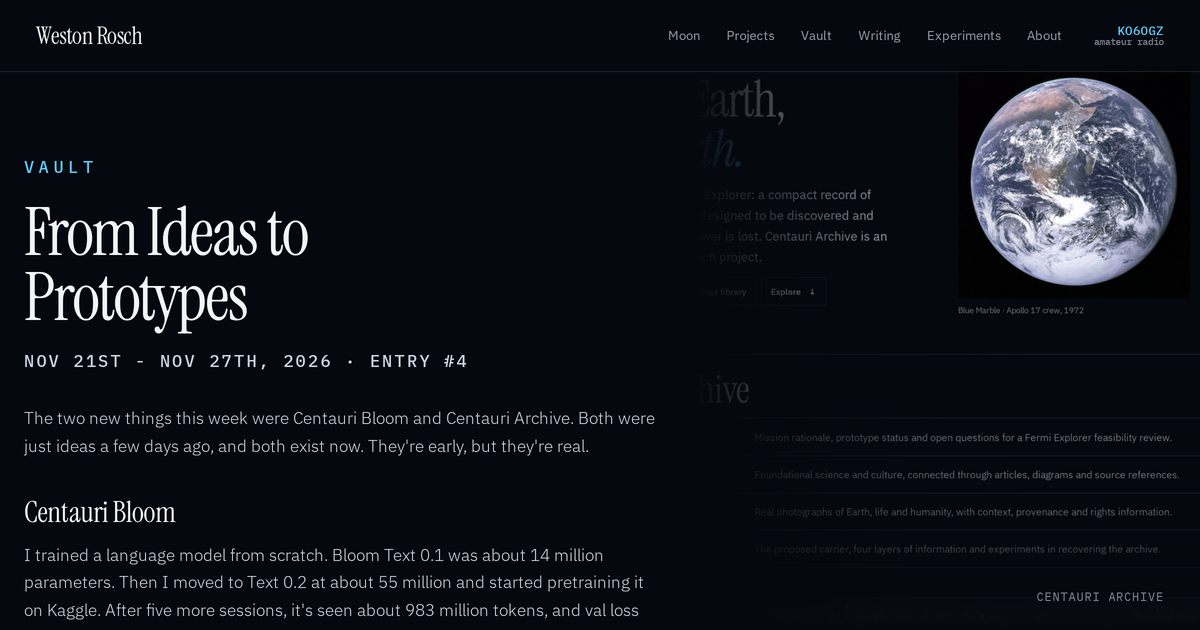 Weston Rosch
Moon Projects Vault Writing Experiments About
KO6OGZ
amateur radio
VAULT
From Ideas to
Prototypes
NOV 21ST - NOV 27TH, 2026 · ENTRY #4
The two new things this week were Centauri Bloom and Centauri Archive. Both were
just ideas a few days ago, and both exist now. They're early, but they're real.
Centauri Bloom
I trained a language model from scratch. Bloom Text 0.1 was about 14 million
parameters. Then I moved to Text 0.2 at about 55 million and started pretraining it
on Kaggle. After five more sessions, it's seen about 983 million tokens, and val loss
Earth,
Explorer: a compact record of
designed to be discovered and
is lost. Centauri Archive is an
project.
library
Explore ↓
Blue Marble · Apollo 17 crew, 1972
hive
Mission rationale, prototype status and open questions for a Fermi Explorer feasibility review.
Foundational science and culture, connected through articles, diagrams and source references.
Real photographs of Earth, life and humanity, with context, provenance and rights information.
The proposed carrier, four layers of information and experiments in recovering the archive.
CENTAURI ARCHIVE